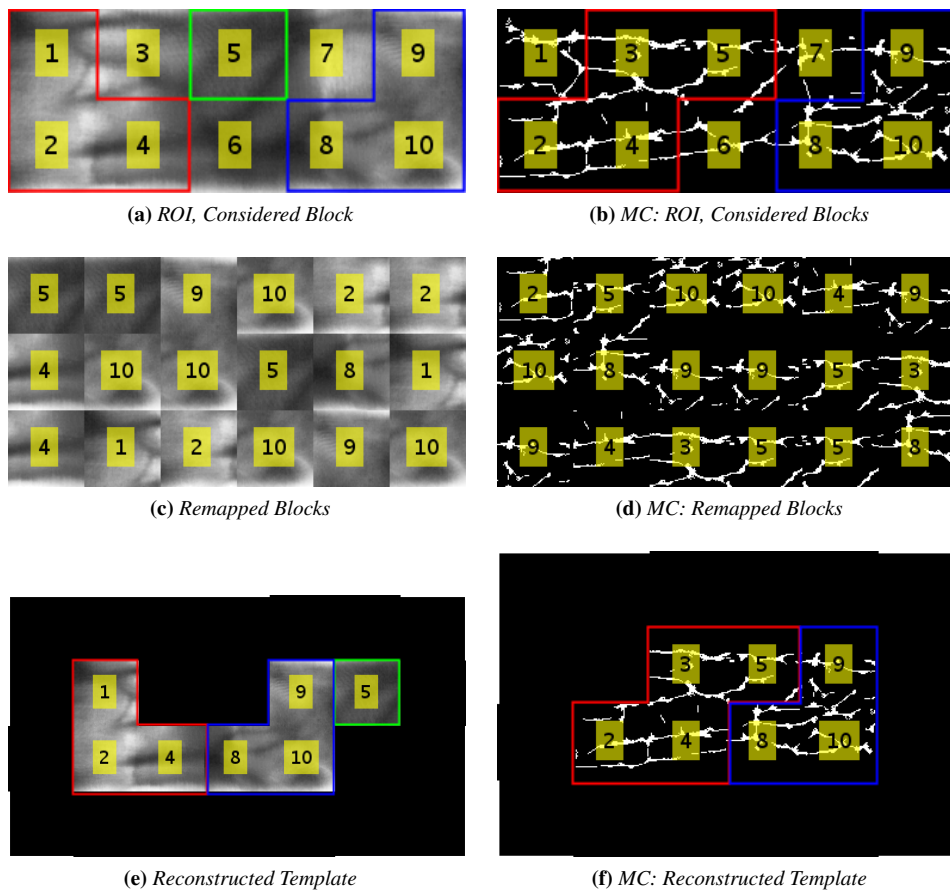 1 3 5 7 9
2 4 6 8 10
(a) ROI, Considered Block
1 3 5 7 9
2 4 6 8 10
(b) MC: ROI, Considered Blocks
5 5 9 10 2 2
4 10 10 5 8 1
4 1 2 10 9 10
(c) Remapped Blocks
2 5 10 10 4 9
10 8 9 9 5 3
9 4 3 5 5 8
(d) MC: Remapped Blocks
1 9 5
2 4 8 10
(e) Reconstructed Template
3 5 9
2 4 8 10
(f) MC: Reconstructed Template